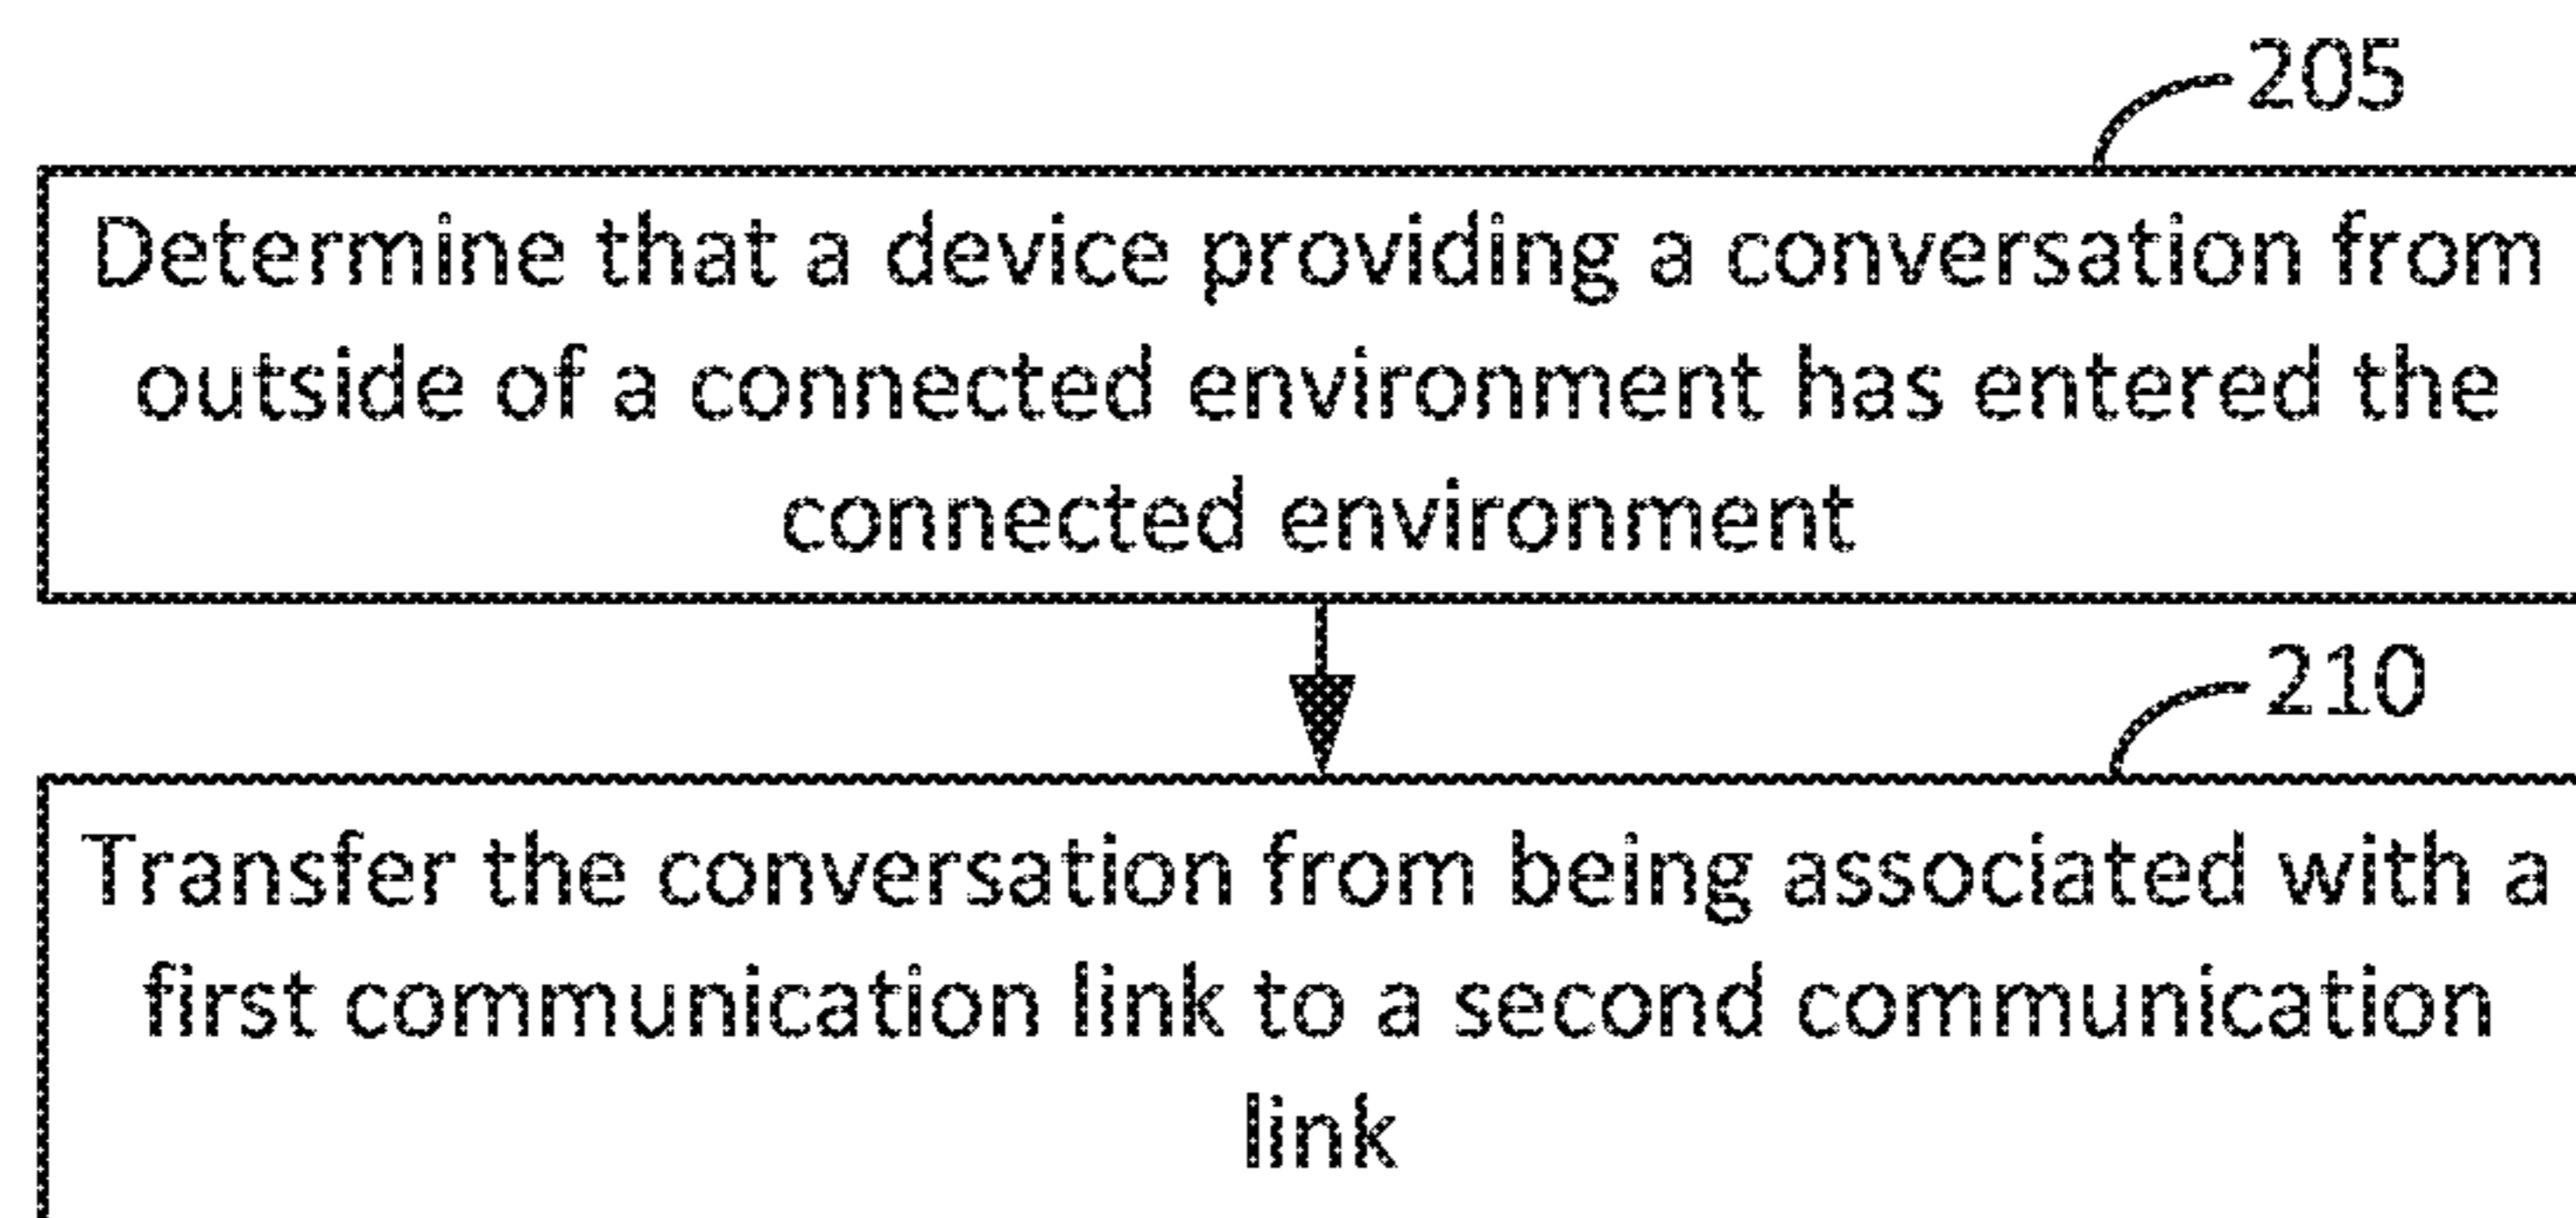 205
Determine that a device providing a conversation from
outside of a connected environment has entered the
connected environment
210
Transfer the conversation from being associated with a
first communication link to a second communication
link